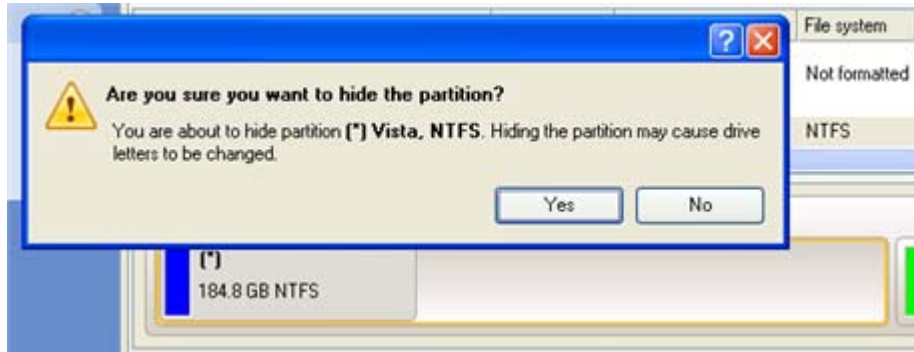 File system
Not formatted
Are you sure you want to hide the partition?
You are about to hide partition (*) Vista, NTFS. Hiding the partition may cause drive
letters to be changed.
NTFS
Yes No
(*)
184.8 GB NTFS